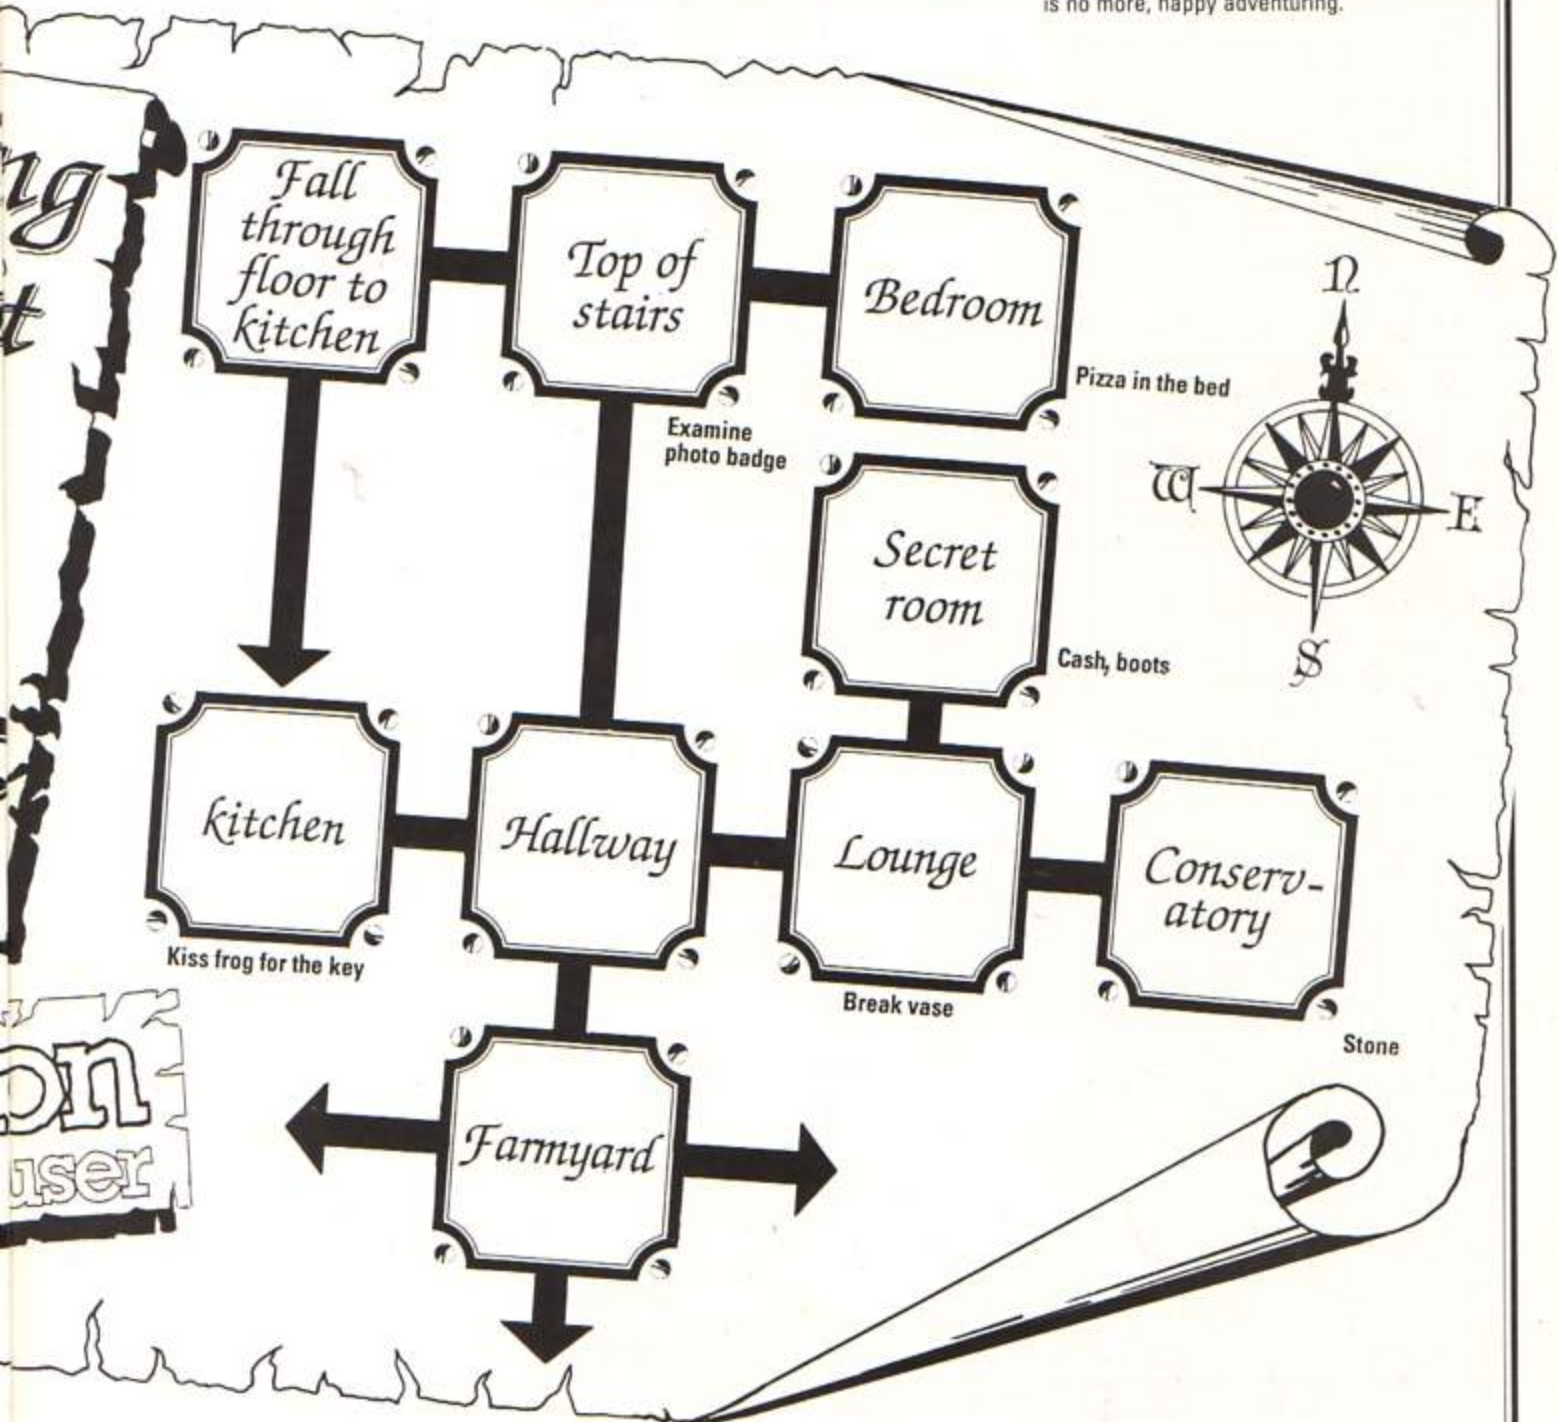 is no more, happy adventuring.
Fall
through
floor to
kitchen
Top of
stairs
Bedroom
N
Pizza in the bed
Examine
photo badge
W
E
Secret
room
S
Cash, boots
kitchen
Hallway
Lounge
Conserv-
atory
Kiss frog for the key
Break vase
Stone
Farmyard